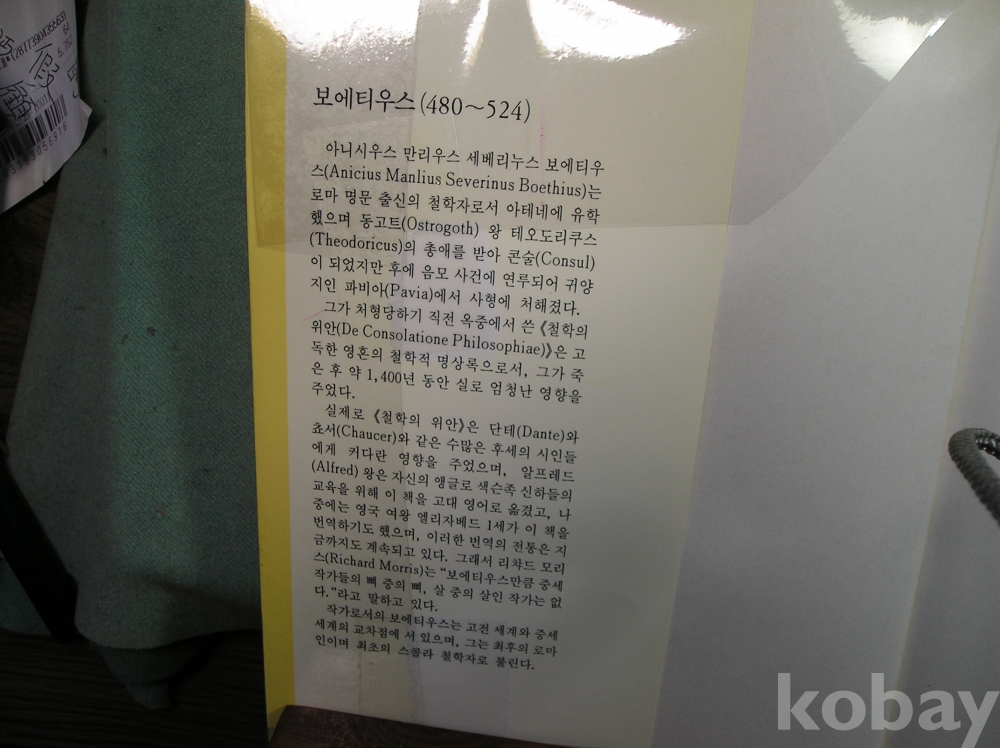 보에티우스(480～524)
아니시우스 만리우스 세베리누스 보에티우
스(Anicius Manlius Severinus Boethius)는
로마 명문 출신의 철학자로서 아테네에 유학
했으며 동고트(Ostrogoth) 왕 테오도리쿠스
(Theodoricus)의 총애를 받아 콘술(Consul)
이 되었지만 후에 음모 사건에 연루되어 귀양
지인 파비아(Pavia)에서 사형에 처해졌다.
그가 처형당하기 직전 옥중에서 쓴 《철학의
위안(De Consolatione Philosophiae)》은 고
독한 영혼의 철학적 명상록으로서, 그가 죽
은 후 약 1,400년 동안 실로 엄청난 영향을
주었다.
실제로 《철학의 위안》은 단테(Dante)와
쵸서(Chaucer)와 같은 수많은 후세의 시인들
에게 커다란 영향을 주었으며, 알프레드
(Alfred) 왕은 자신의 앵글로 색슨족 신하들의
교육을 위해 이 책을 고대 영어로 옮겼고, 나
중에는 영국 여왕 엘리자베드 1세가 이 책을
번역하기도 했으며, 이러한 번역의 전통은 지
금까지도 계속되고 있다. 그래서 리챠드 모리
스(Richard Morris)는 “보에티우스만큼 중세
작가들의 뼈 중의 뼈, 살 중의 살인 작가는 없
다.”라고 말하고 있다.
작가로서의 보에티우스는 고전 세계와 중세
세계의 교차점에 서 있으며, 그는 최후의 로마
인이며 최초의 스콜라 철학자로 불린다.
kobay